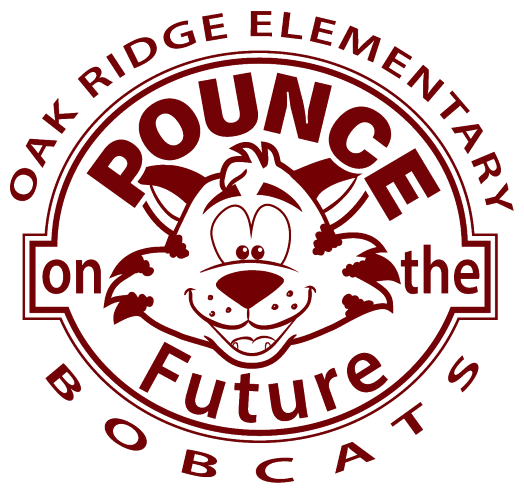 OAK RIDGE ELEMENTARY
POUNCE
on the
Future
BOBCATS